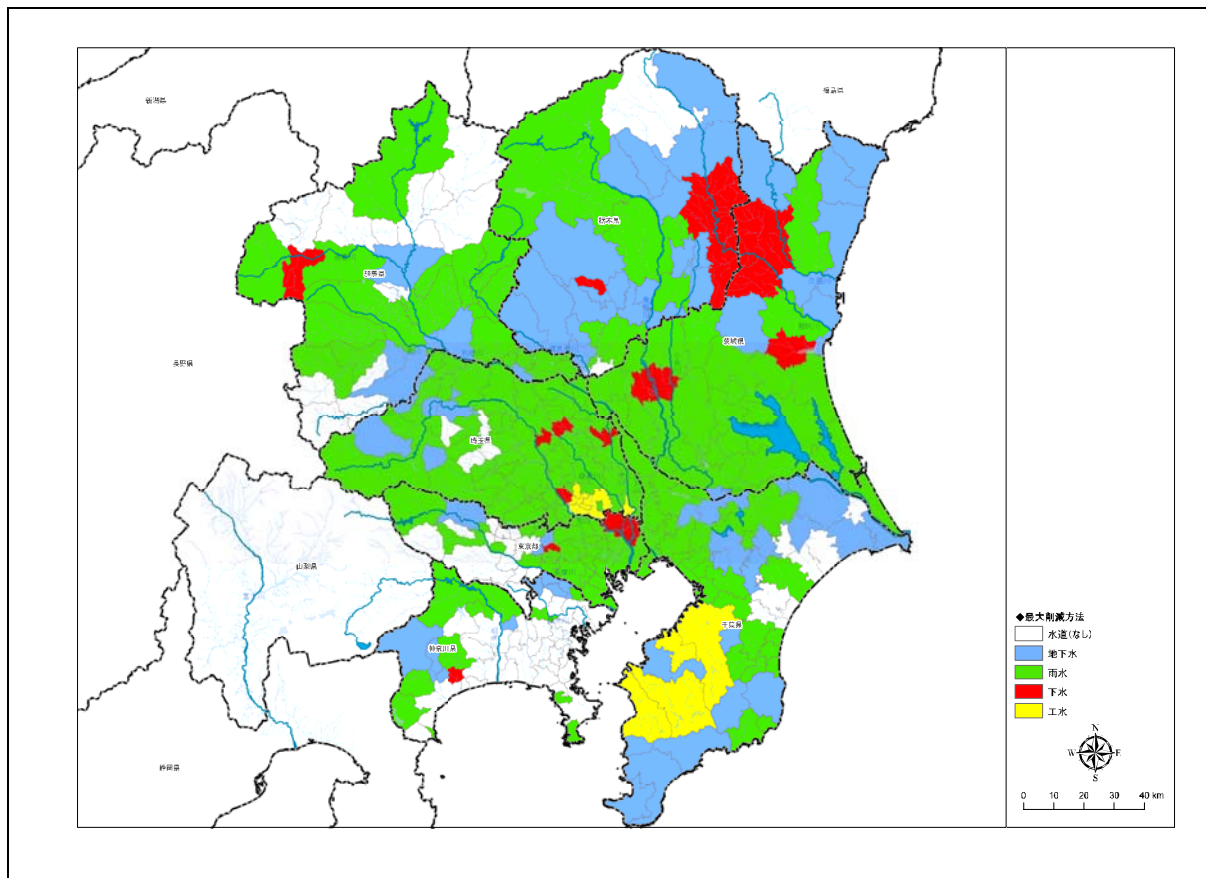 新潟県
福島県
栃木県
群馬県
茨城県
長野県
埼玉県
東京都
山梨県
千葉県
神奈川県
静岡県
◆最大削減方法
水道(なし)
地下水
雨水
下水
工水
N
W
E
S
0 10 20 30 40 km